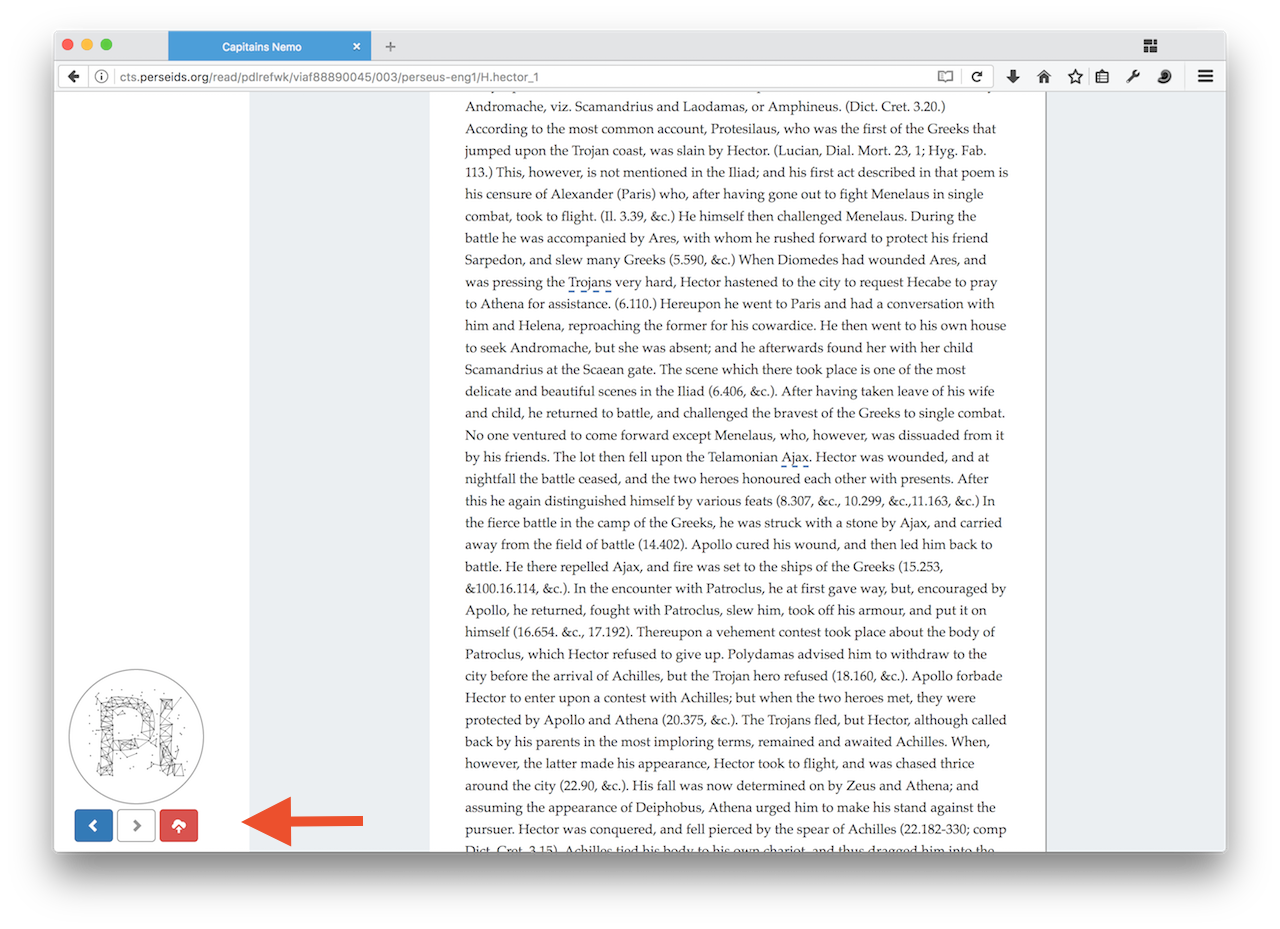 Capitains Nemo
cts.perseids.org/read/pdlrefwk/viaf88890045/003/perseus-eng1/H.hector_1
Andromache, viz. Scamandrius and Laodamas, or Amphineus. (Dict. Cret. 3.20.)
According to the most common account, Protesilaus, who was the first of the Greeks that
jumped upon the Trojan coast, was slain by Hector. (Lucian, Dial. Mort. 23, 1; Hyg. Fab.
113.) This, however, is not mentioned in the Iliad; and his first act described in that poem is
his censure of Alexander (Paris) who, after having gone out to fight Menelaus in single
combat, took to flight. (Il. 3.39, &c.) He himself then challenged Menelaus. During the
battle he was accompanied by Ares, with whom he rushed forward to protect his friend
Sarpedon, and slew many Greeks (5.590, &c.) When Diomedes had wounded Ares, and
was pressing the Trojans very hard, Hector hastened to the city to request Hecabe to pray
to Athena for assistance. (6.110.) Hereupon he went to Paris and had a conversation with
him and Helena, reproaching the former for his cowardice. He then went to his own house
to seek Andromache, but she was absent; and he afterwards found her with her child
Scamandrius at the Scaean gate. The scene which there took place is one of the most
delicate and beautiful scenes in the Iliad (6.406, &c.). After having taken leave of his wife
and child, he returned to battle, and challenged the bravest of the Greeks to single combat.
No one ventured to come forward except Menelaus, who, however, was dissuaded from it
by his friends. The lot then fell upon the Telamonian Ajax. Hector was wounded, and at
nightfall the battle ceased, and the two heroes honoured each other with presents. After
this he again distinguished himself by various feats (8.307, &c., 10.299, &c.,11.163, &c.) In
the fierce battle in the camp of the Greeks, he was struck with a stone by Ajax, and carried
away from the field of battle (14.402). Apollo cured his wound, and then led him back to
battle. He there repelled Ajax, and fire was set to the ships of the Greeks (15.253,
&100.16.114, &c.). In the encounter with Patroclus, he at first gave way, but, encouraged by
Apollo, he returned, fought with Patroclus, slew him, took off his armour, and put it on
himself (16.654. &c., 17.192). Thereupon a vehement contest took place about the body of
Patroclus, which Hector refused to give up. Polydamas advised him to withdraw to the
city before the arrival of Achilles, but the Trojan hero refused (18.160, &c.). Apollo forbade
Hector to enter upon a contest with Achilles; but when the two heroes met, they were
protected by Apollo and Athena (20.375, &c.). The Trojans fled, but Hector, although called
back by his parents in the most imploring terms, remained and awaited Achilles. When,
however, the latter made his appearance, Hector took to flight, and was chased thrice
around the city (22.90, &c.). His fall was now determined on by Zeus and Athena; and
assuming the appearance of Deiphobus, Athena urged him to make his stand against the
pursuer. Hector was conquered, and fell pierced by the spear of Achilles (22.182-330; comp
Dict. Cret. 3.15). Achilles tied his body to his own chariot, and thus dragged him into the